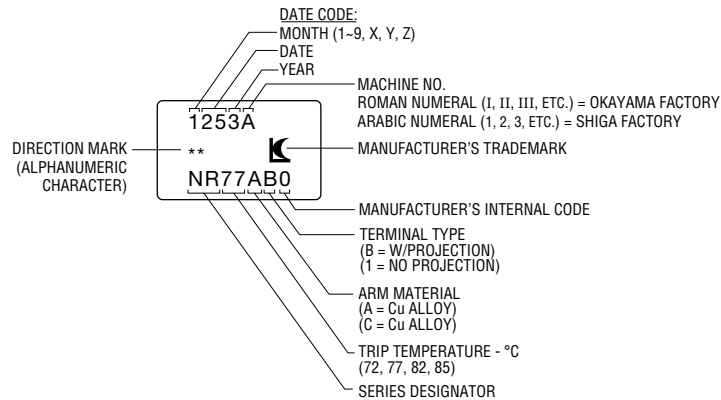 DATE CODE:
MONTH (1~9, X, Y, Z)
DATE
YEAR
MACHINE NO.
ROMAN NUMERAL (I, II, III, ETC.) = OKAYAMA FACTORY
ARABIC NUMERAL (1, 2, 3, ETC.) = SHIGA FACTORY
1253A
DIRECTION MARK
(ALPHANUMERIC
CHARACTER)
**
MANUFACTURER'S TRADEMARK
NR77AB0
MANUFACTURER'S INTERNAL CODE
TERMINAL TYPE
(B = W/PROJECTION)
(1 = NO PROJECTION)
ARM MATERIAL
(A = Cu ALLOY)
(C = Cu ALLOY)
TRIP TEMPERATURE - °C
(72, 77, 82, 85)
SERIES DESIGNATOR